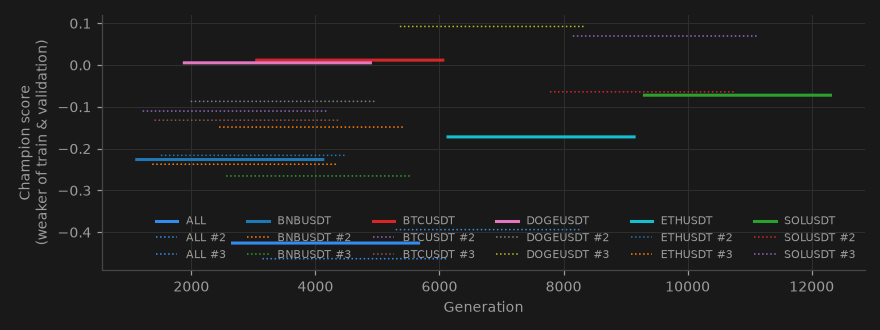 Champion score
(weaker of train & validation)
0.1
0.0
−0.1
−0.2
−0.3
−0.4
ALL BNBUSDT BTCUSDT DOGEUSDT ETHUSDT SOLUSDT
ALL #2 BNBUSDT #2 BTCUSDT #2 DOGEUSDT #2 ETHUSDT #2 SOLUSDT #2
ALL #3 BNBUSDT #3 BTCUSDT #3 DOGEUSDT #3 ETHUSDT #3 SOLUSDT #3
2000 4000 6000 8000 10000 12000
Generation